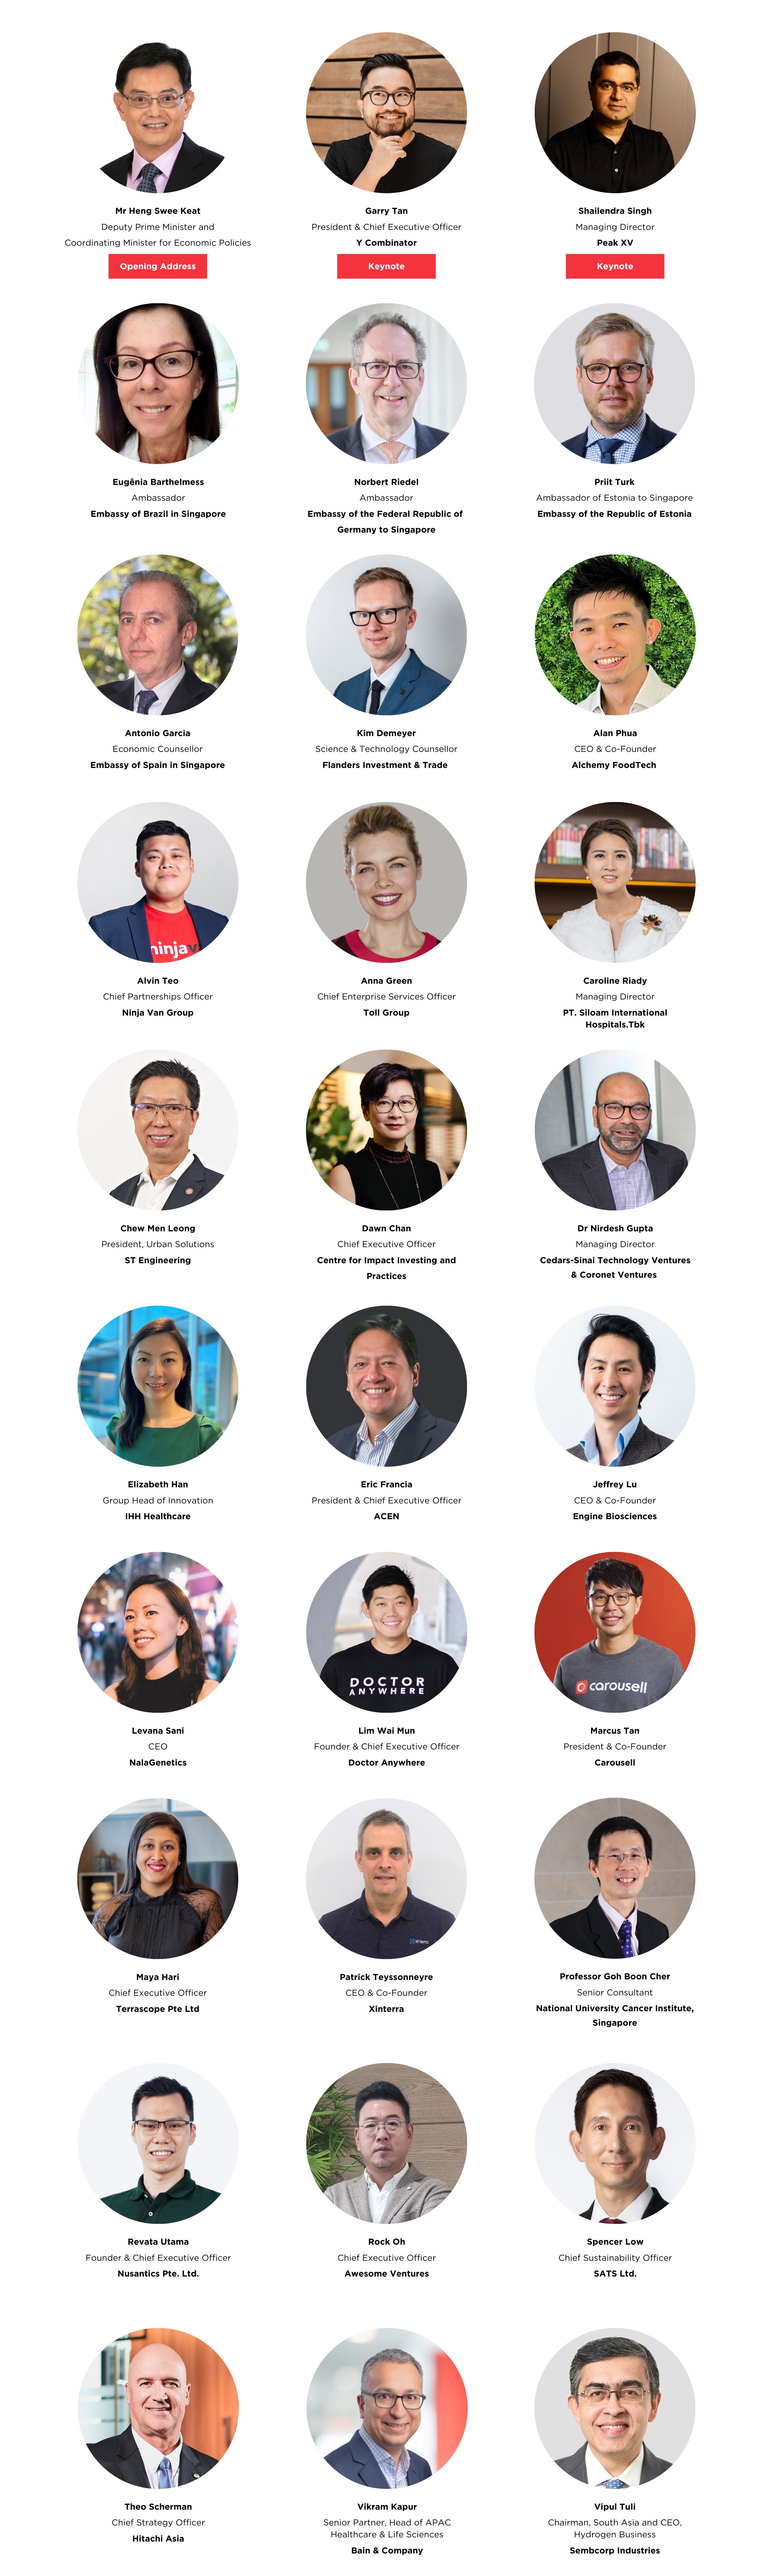 Mr Heng Swee Keat
Deputy Prime Minister and
Coordinating Minister for Economic Policies
Opening Address
Garry Tan
President & Chief Executive Officer
Y Combinator
Keynote
Shailendra Singh
Managing Director
Peak XV
Keynote
Eugênia Barthelmess
Ambassador
Embassy of Brazil in Singapore
Norbert Riedel
Ambassador
Embassy of the Federal Republic of
Germany to Singapore
Priit Turk
Ambassador of Estonia to Singapore
Embassy of the Republic of Estonia
Antonio Garcia
Economic Counsellor
Embassy of Spain in Singapore
Kim Demeyer
Science & Technology Counsellor
Flanders Investment & Trade
Alan Phua
CEO & Co-Founder
Alchemy FoodTech
ninjav
Alvin Teo
Chief Partnerships Officer
Ninja Van Group
Anna Green
Chief Enterprise Services Officer
Toll Group
Caroline Riady
Managing Director
PT. Siloam International
Hospitals.Tbk
Chew Men Leong
President, Urban Solutions
ST Engineering
Dawn Chan
Chief Executive Officer
Centre for Impact Investing and
Practices
Dr Nirdesh Gupta
Managing Director
Cedars-Sinai Technology Ventures
& Coronet Ventures
Elizabeth Han
Group Head of Innovation
IHH Healthcare
Eric Francia
President & Chief Executive Officer
ACEN
Jeffrey Lu
CEO & Co-Founder
Engine Biosciences
Levana Sani
CEO
NalaGenetics
DOCTOR
ANYWHERE
Lim Wai Mun
Founder & Chief Executive Officer
Doctor Anywhere
carousell
Marcus Tan
President & Co-Founder
Carousell
Maya Hari
Chief Executive Officer
Terrascope Pte Ltd
Patrick Teyssonneyre
CEO & Co-Founder
Xinterra
Professor Goh Boon Cher
Senior Consultant
National University Cancer Institute,
Singapore
Revata Utama
Founder & Chief Executive Officer
Nusantics Pte. Ltd.
Rock Oh
Chief Executive Officer
Awesome Ventures
Spencer Low
Chief Sustainability Officer
SATS Ltd.
Theo Scherman
Chief Strategy Officer
Hitachi Asia
Vikram Kapur
Senior Partner, Head of APAC
Healthcare & Life Sciences
Bain & Company
Vipul Tuli
Chairman, South Asia and CEO,
Hydrogen Business
Sembcorp Industries